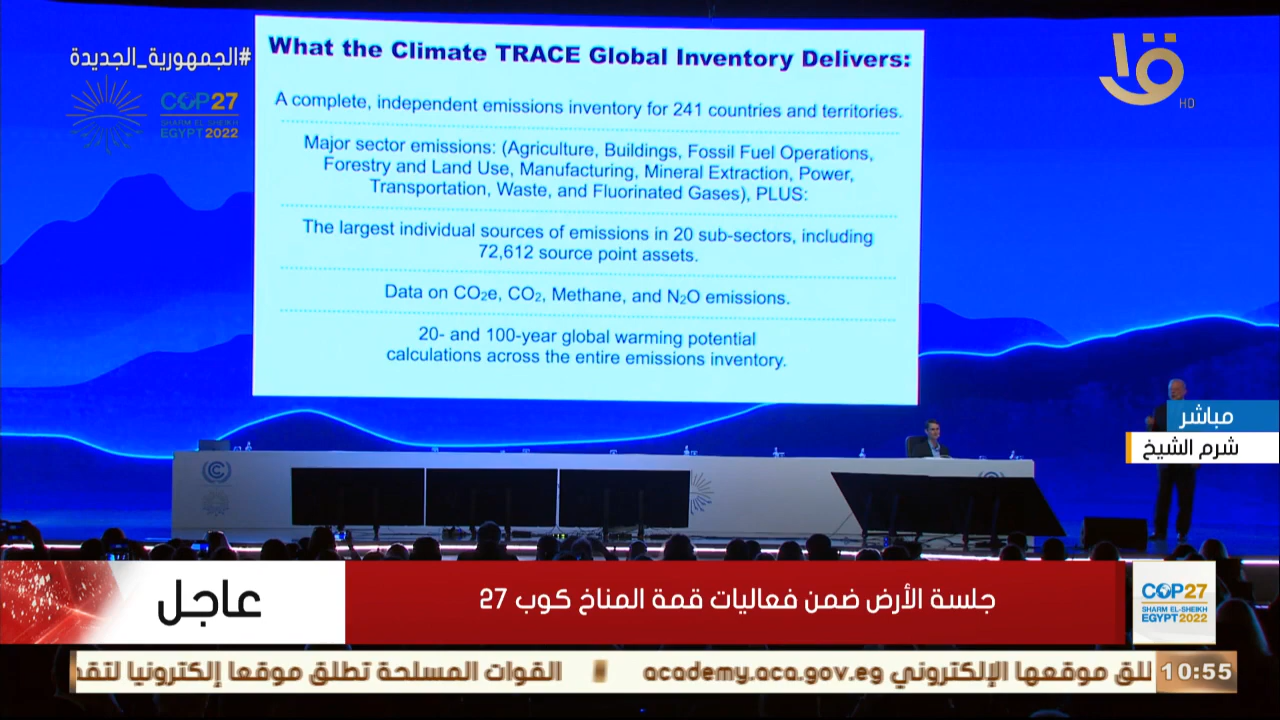 #الجمهورية_الجديدة
COP27
SHARM EL-SHEIKH
EGYPT 2022
HD
What the Climate TRACE Global Inventory Delivers:
A complete, independent emissions inventory for 241 countries and territories.
Major sector emissions: (Agriculture, Buildings, Fossil Fuel Operations,
Forestry and Land Use, Manufacturing, Mineral Extraction, Power,
Transportation, Waste, and Fluorinated Gases), PLUS:
The largest individual sources of emissions in 20 sub-sectors, including
72,612 source point assets.
Data on CO₂e, CO₂, Methane, and N₂O emissions.
20- and 100-year global warming potential
calculations across the entire emissions inventory.
مباشر
شرم الشيخ
عاجل
جلسة الأرض ضمن فعاليات قمة المناخ كوب 27
COP27
SHARM EL-SHEIKH
EGYPT 2022
للق موقعها الإلكتروني academy.aca.gov.eg القوات المسلحة تطلق موقعا إلكترونيا لتقد
10:55